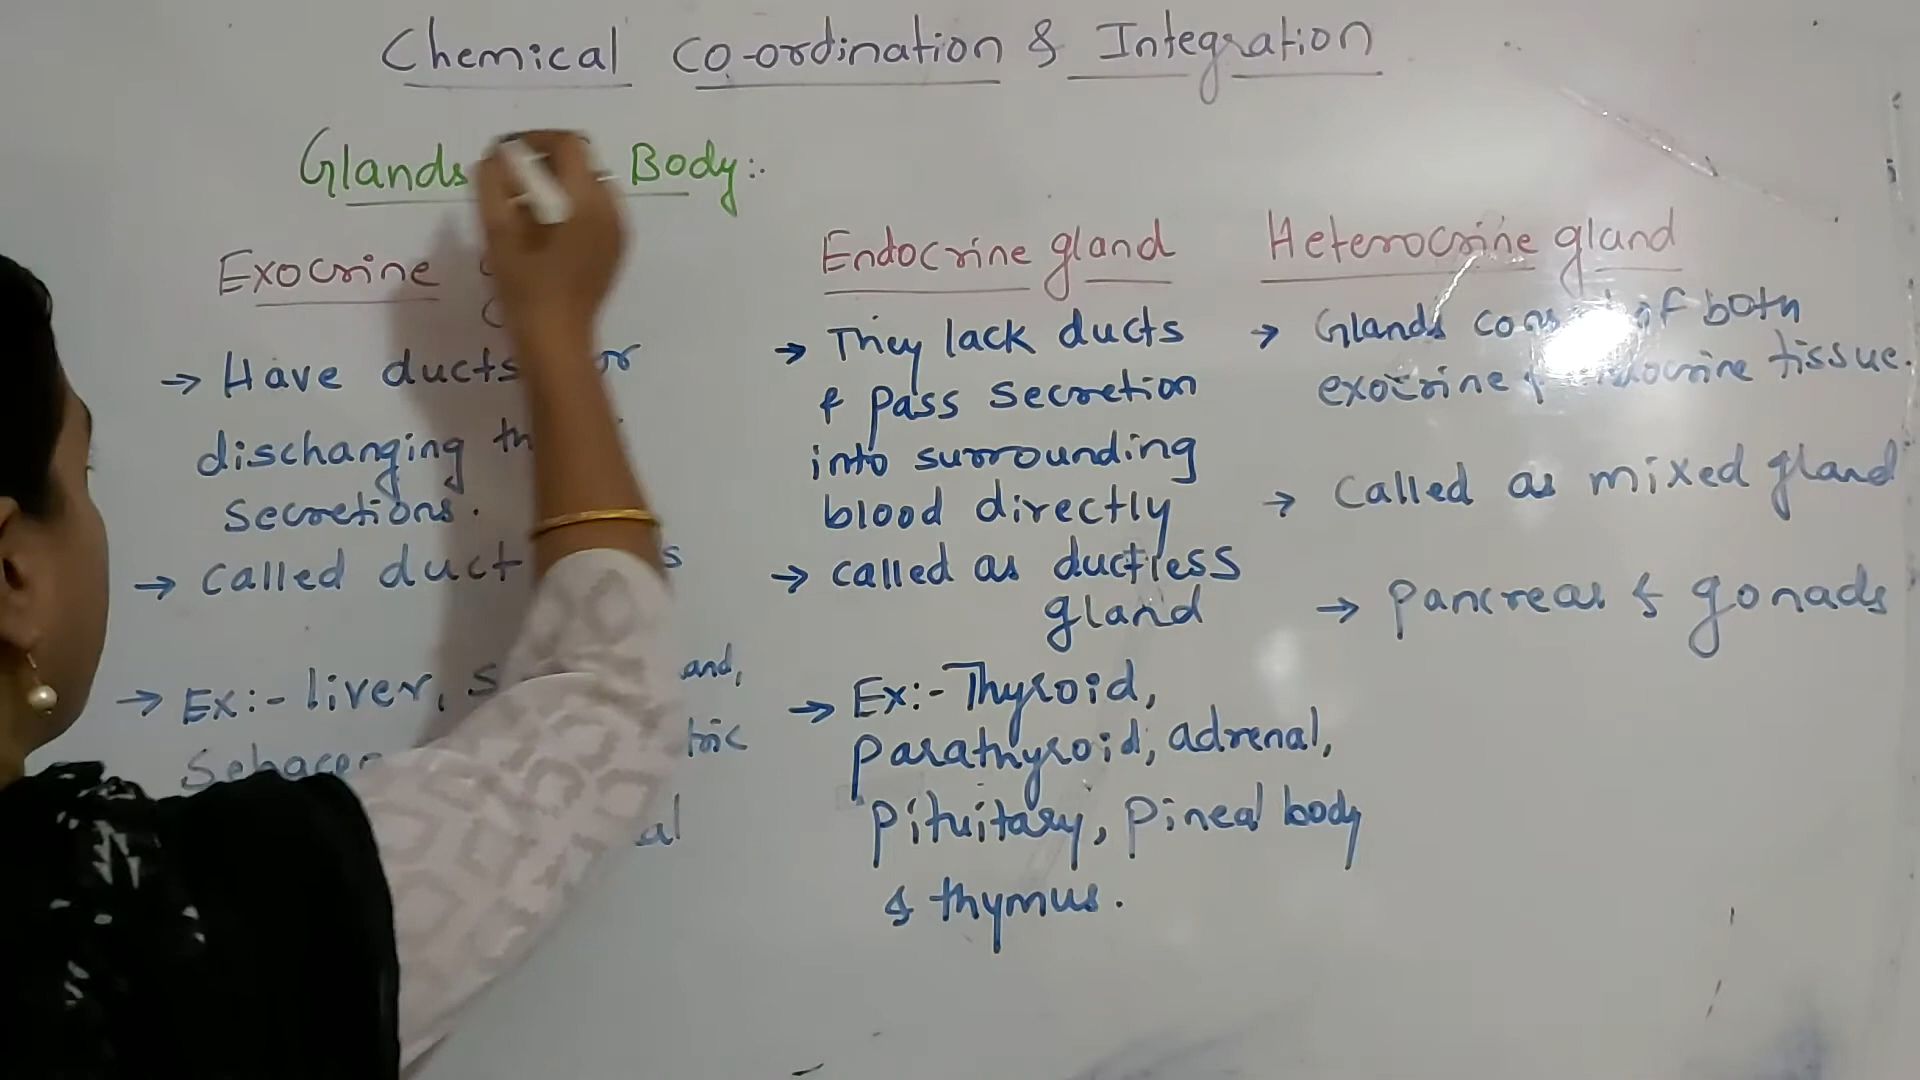 Chemical Co-ordination & Integration
Glands Body:-
Exocrine
→ Have ducts
dischanging
Secretions.
→ Called duct
→ Ex:- liver,
Endocrine gland
→ They lack ducts
& pass secretion
into surrounding
blood directly
→ called as ductless
gland
→ Ex:- Thyroid,
parathyroid, adrenal,
Pituitary, Pineal body
& thymus.
Heterocrine gland
→ Glands of both
exocrine & tissue.
→ Called as mixed gland
→ Pancreas & gonads